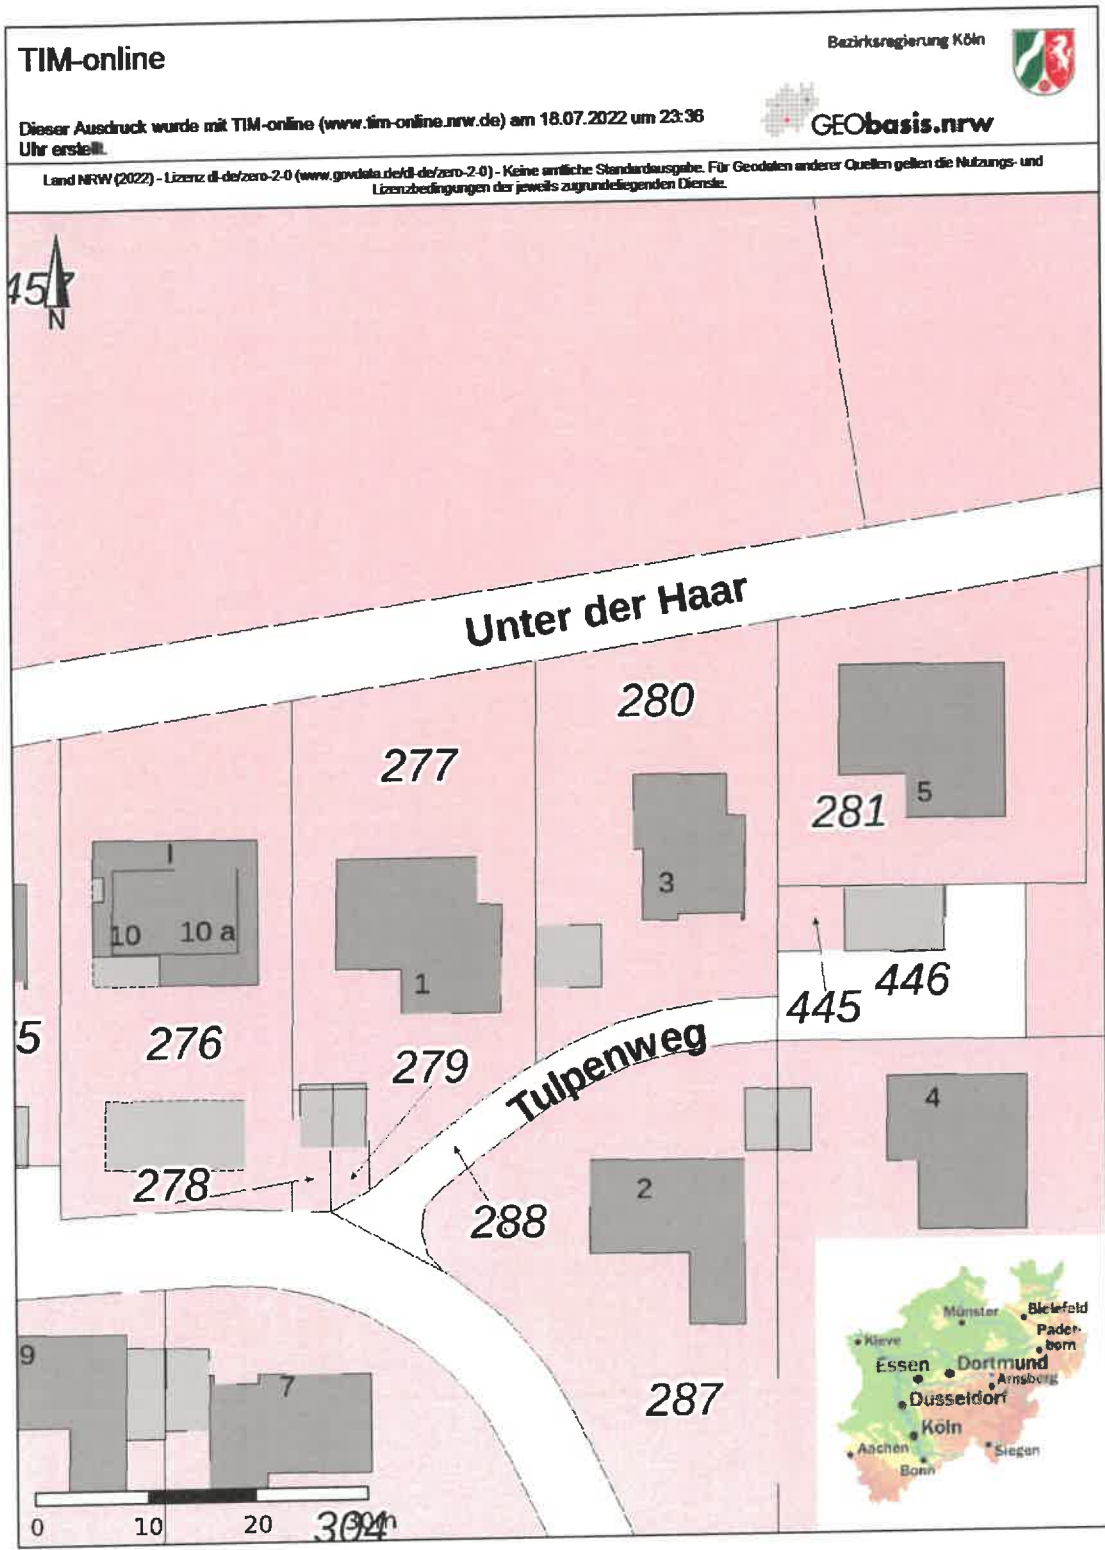 TIM-online
Bezirksregierung Köln
Dieser Ausdruck wurde mit TIM-online (www.tim-online.nrw.de) am 18.07.2022 um 23:36
Uhr erstellt.
GEObasis.nrw
Land NRW (2022) - Lizenz dl-de/zero-2-0 (www.govdata.de/dl-de/zero-2-0) - Keine amtliche Standardausgabe. Für Geodaten anderer Quellen gelten die Nutzungs- und
Lizenzbedingungen der jeweils zugrundeliegenden Dienste.
457
N
Unter der Haar
280
277
281
5
3
I
10
10 a
1
445
446
5
276
279
Tulpenweg
4
278
2
288
287
9
7
0
10
20
30m
304
Münster
Bielefeld
Pader-
born
Kleve
Essen
Dortmund
Arnsberg
Düsseldorf
Köln
Aachen
Siegen
Bonn